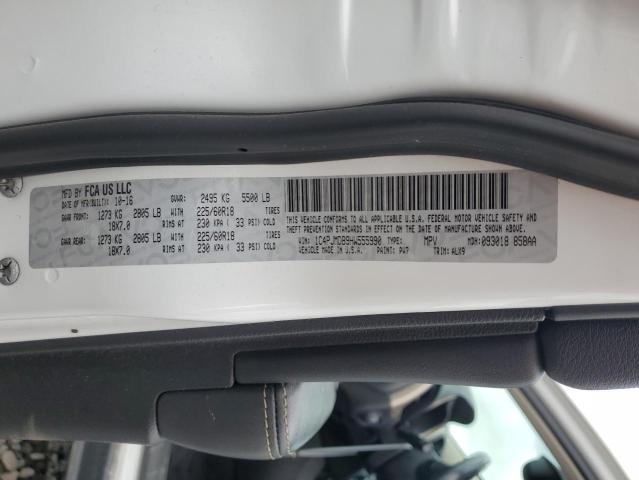 MFD BY FCA US LLC
DATE OF MFR(BUILT): 10-16 GVWR: 2495 KG 5500 LB
GAWR FRONT: 1273 KG 2805 LB WITH 225/60R18 TIRES
18X7.0 RIMS AT 230 KPA ( 33 PSI) COLD
GAWR REAR: 1273 KG 2805 LB WITH 225/60R18 TIRES
18X7.0 RIMS AT 230 KPA ( 33 PSI) COLD
THIS VEHICLE CONFORMS TO ALL APPLICABLE U.S.A. FEDERAL MOTOR VEHICLE SAFETY AND
THEFT PREVENTION STANDARDS IN EFFECT ON THE DATE OF MANUFACTURE SHOWN ABOVE.
VIN: 1C4PJMDB9HW555990 TYPE: MPV MDH: 093018 858AA
VEHICLE MADE IN U.S.A. PAINT: PW7 TRIM: ALX9